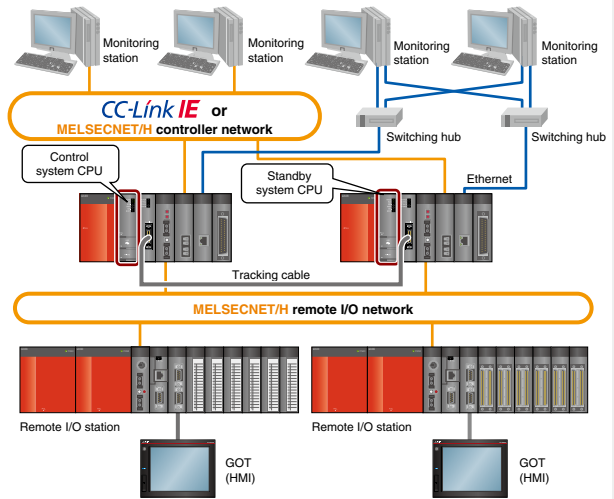 Monitoring
station
Monitoring
station
Monitoring
station
Monitoring
station
CC-Link IE or
MELSECNET/H controller network
Switching hub
Switching hub
Control
system CPU
Standby
system CPU
Ethernet
Tracking cable
MELSECNET/H remote I/O network
Remote I/O station
Remote I/O station
GOT
(HMI)
GOT
(HMI)